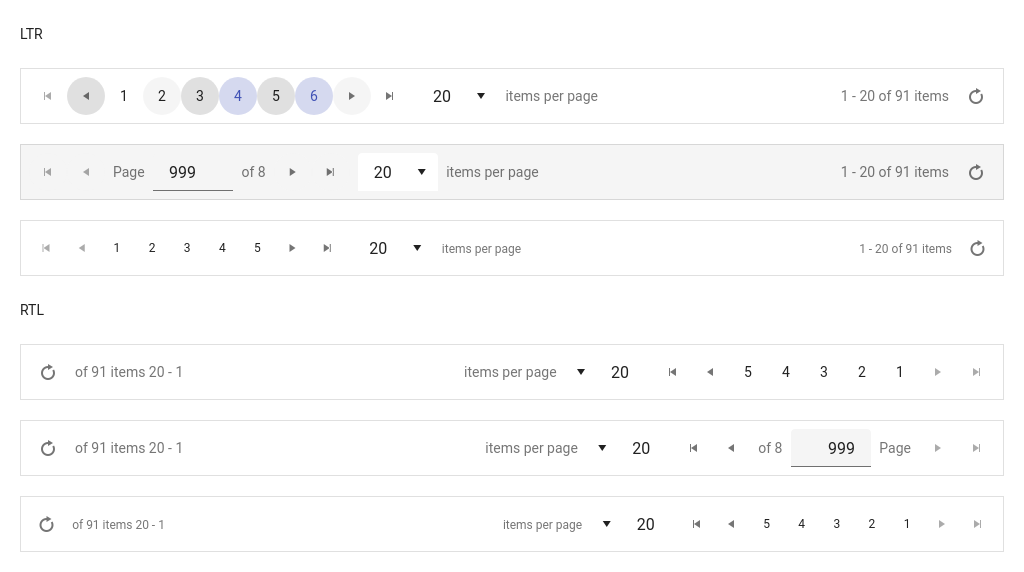 LTR
1 2 3 4 5 6 20 items per page 1 - 20 of 91 items
Page 999 of 8 20 items per page 1 - 20 of 91 items
1 2 3 4 5 20 items per page 1 - 20 of 91 items
RTL
of 91 items 20 - 1 items per page 20 5 4 3 2 1
of 91 items 20 - 1 items per page 20 of 8 999 Page
of 91 items 20 - 1 items per page 20 5 4 3 2 1